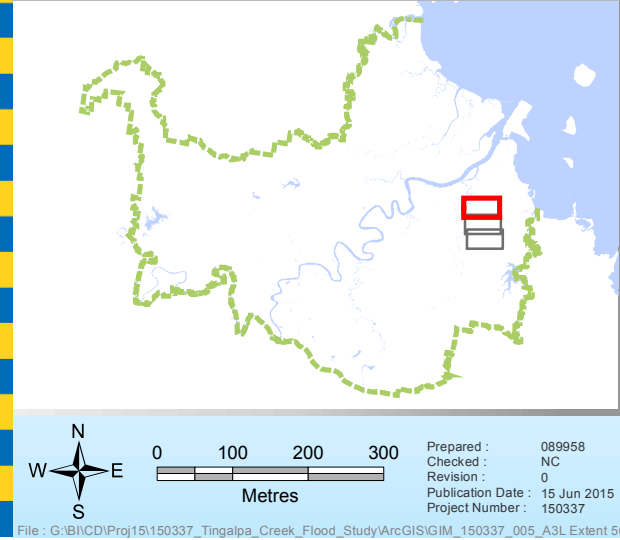 N
W E
S
0 100 200 300
Metres
Prepared : 089958
Checked : NC
Revision : 0
Publication Date : 15 Jun 2015
Project Number : 150337
File : G:\BI\CD\Proj15\150337_Tingalpa_Creek_Flood_Study\ArcGIS\GIM_150337_005_A3L Extent